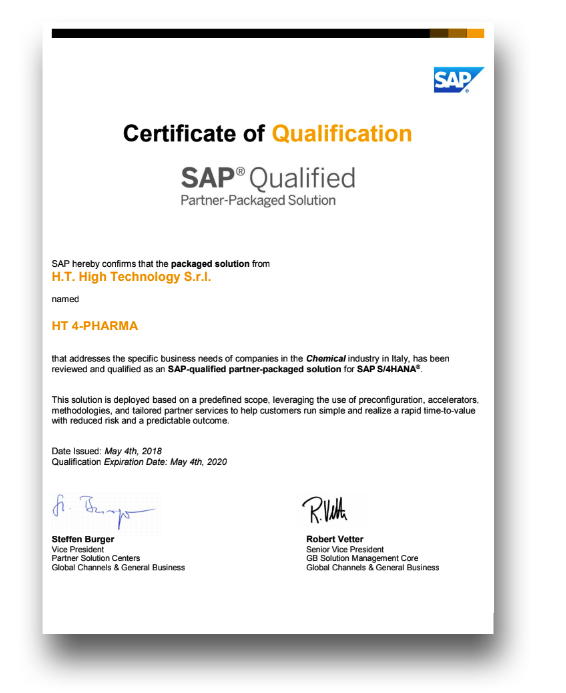 SAP®
Certificate of Qualification
SAP® Qualified
Partner-Packaged Solution
SAP hereby confirms that the packaged solution from
H.T. High Technology S.r.l.
named
HT 4-PHARMA
that addresses the specific business needs of companies in the Chemical industry in Italy, has been
reviewed and qualified as an SAP-qualified partner-packaged solution for SAP S/4HANA®.
This solution is deployed based on a predefined scope, leveraging the use of preconfiguration, accelerators,
methodologies, and tailored partner services to help customers run simple and realize a rapid time-to-value
with reduced risk and a predictable outcome.
Date Issued: May 4th, 2018
Qualification Expiration Date: May 4th, 2020
St. Burger
R. Vetter
Steffen Burger
Vice President
Partner Solution Centers
Global Channels & General Business
Robert Vetter
Senior Vice President
GB Solution Management Core
Global Channels & General Business